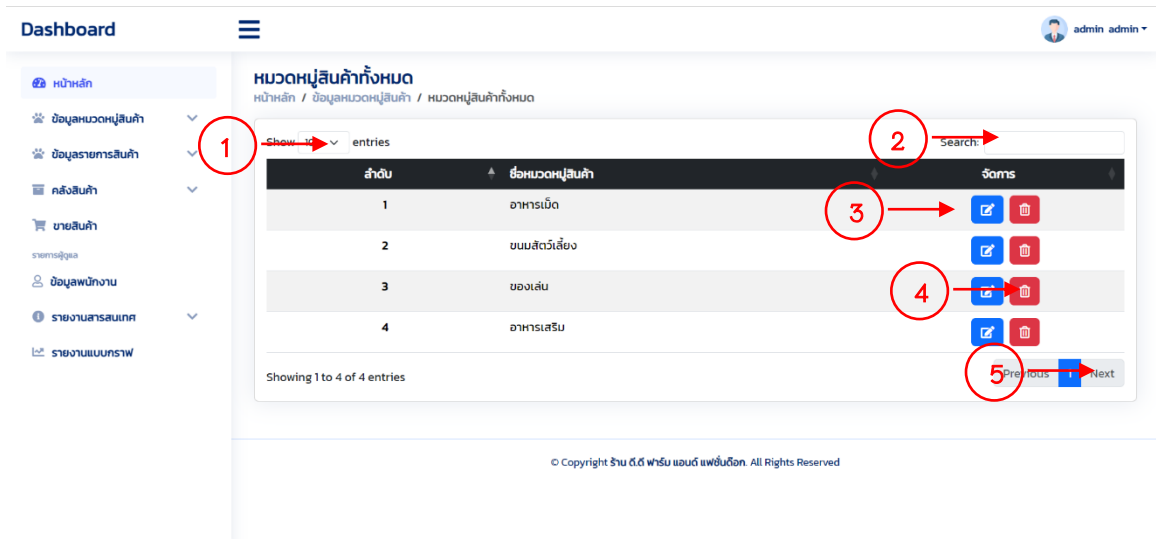 Dashboard
admin admin
หน้าหลัก
ข้อมูลหมวดหมู่สินค้า
ข้อมูลรายการสินค้า
คลังสินค้า
ขายสินค้า
รายการผู้ดูแล
ข้อมูลพนักงาน
รายงานสารสนเทศ
รายงานแบบกราฟ
หมวดหมู่สินค้าทั้งหมด
หน้าหลัก / ข้อมูลหมวดหมู่สินค้า / หมวดหมู่สินค้าทั้งหมด
1 Show 10 entries 2 Search:
ลำดับ ชื่อหมวดหมู่สินค้า จัดการ
1 อาหารเม็ด 3
2 ขนมสัตว์เลี้ยง
3 ของเล่น 4
4 อาหารเสริม
Showing 1 to 4 of 4 entries 5 Previous 1 Next
© Copyright ร้าน ดี.ดี ฟาร์ม แอนด์ แฟชั่นด็อก. All Rights Reserved